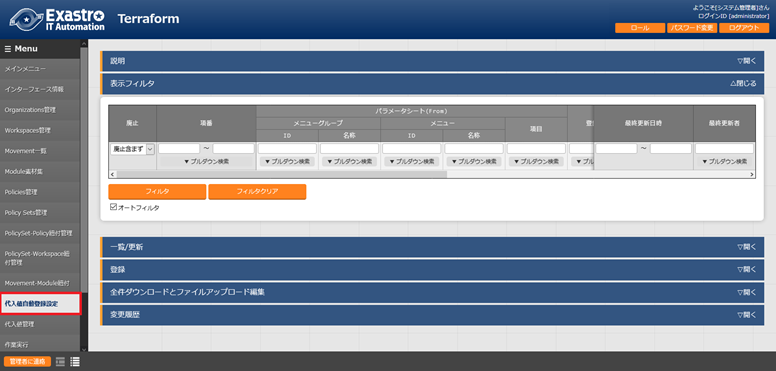 Exastro
IT Automation
Terraform
ようこそ[システム管理者]さん
ログインID [administrator]
ロール
パスワード変更
ログアウト
Menu
メインメニュー
インターフェース情報
Organizations管理
Workspaces管理
Movement一覧
Module素材集
Policies管理
Policy Sets管理
PolicySet-Policy紐付管理
PolicySet-Workspace紐
付管理
Movement-Module紐付
代入値自動登録設定
代入値管理
作業実行
管理者に連絡
説明
▽開く
表示フィルタ
△閉じる
廃止
項番
パラメータシート(From)
メニューグループ
メニュー
ID
名称
ID
名称
項目
登
最終更新日時
最終更新者
廃止含まず
～
～
▼プルダウン検索
▼プルダウン検索
▼プルダウン検索
▼プルダウン検索
▼プルダウン検索
▼プルダウン検索
▼プル
▼プルダウン検索
フィルタ
フィルタクリア
オートフィルタ
一覧/更新
▽開く
登録
▽開く
全件ダウンロードとファイルアップロード編集
▽開く
変更履歴
▽開く